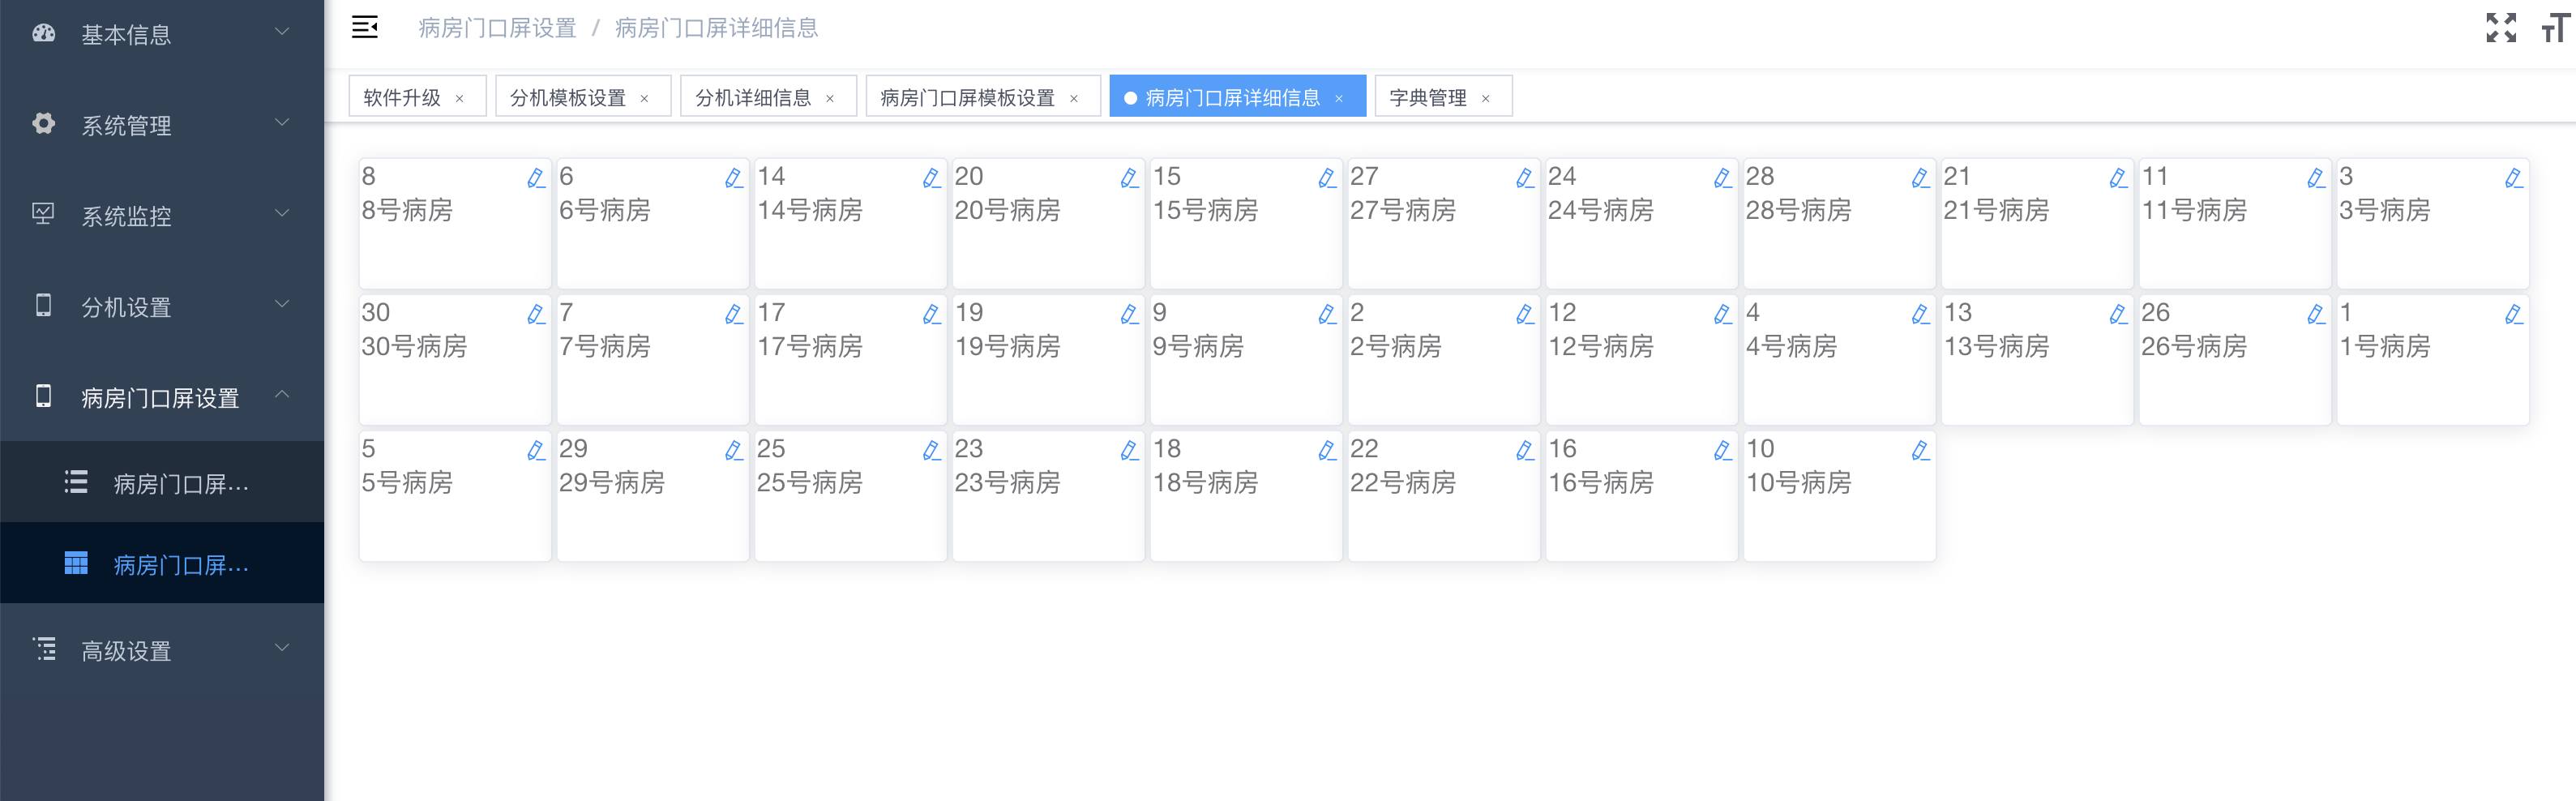 基本信息
系统管理
系统监控
分机设置
病房门口屏设置
病房门口屏...
病房门口屏...
高级设置
病房门口屏设置 / 病房门口屏详细信息
软件升级 × 分机模板设置 × 分机详细信息 × 病房门口屏模板设置 × 病房门口屏详细信息 × 字典管理 ×
8 6 14 20 15 27 24 28 21 11 3
8号病房 6号病房 14号病房 20号病房 15号病房 27号病房 24号病房 28号病房 21号病房 11号病房 3号病房
30 7 17 19 9 2 12 4 13 26 1
30号病房 7号病房 17号病房 19号病房 9号病房 2号病房 12号病房 4号病房 13号病房 26号病房 1号病房
5 29 25 23 18 22 16 10
5号病房 29号病房 25号病房 23号病房 18号病房 22号病房 16号病房 10号病房